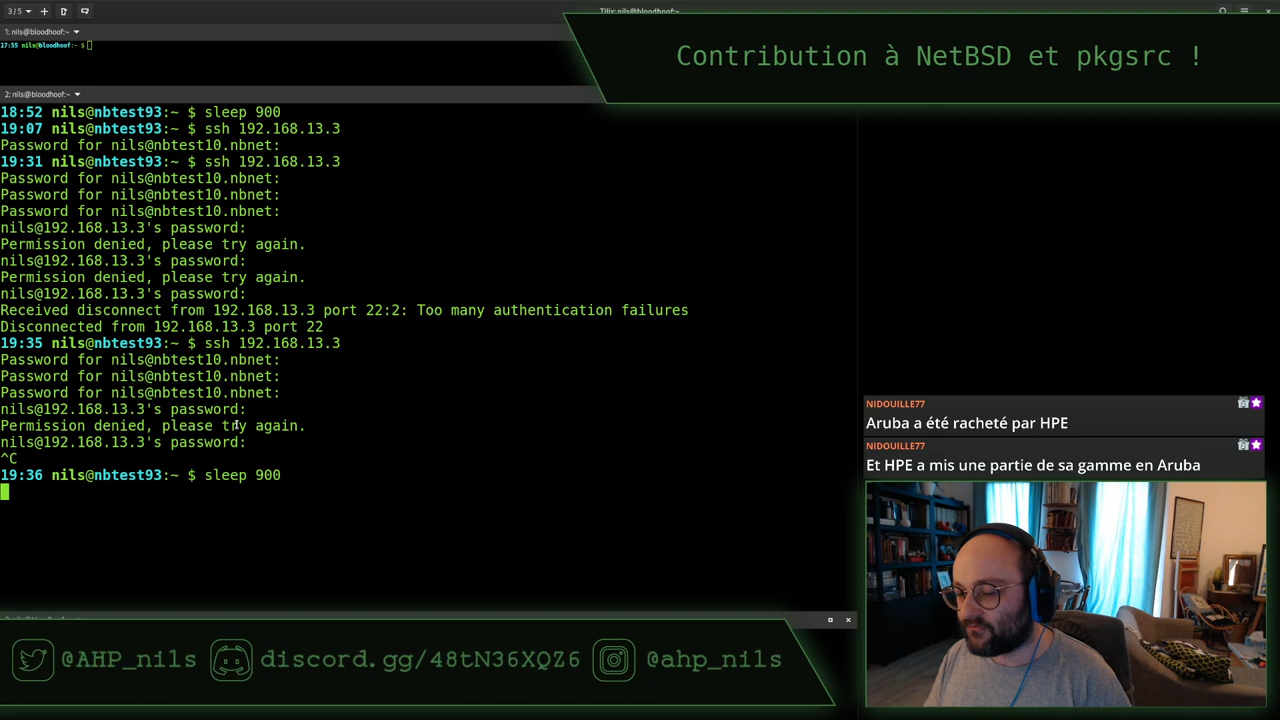 3 / 5
Tilix: nils@bloodhoof:~
1: nils@bloodhoof:~
17:55 nils@bloodhoof:~ $
Contribution à NetBSD et pkgsrc !
2: nils@bloodhoof:~
18:52 nils@nbtest93:~ $ sleep 900
19:07 nils@nbtest93:~ $ ssh 192.168.13.3
Password for nils@nbtest10.nbnet:
19:31 nils@nbtest93:~ $ ssh 192.168.13.3
Password for nils@nbtest10.nbnet:
Password for nils@nbtest10.nbnet:
Password for nils@nbtest10.nbnet:
nils@192.168.13.3's password:
Permission denied, please try again.
nils@192.168.13.3's password:
Permission denied, please try again.
nils@192.168.13.3's password:
Received disconnect from 192.168.13.3 port 22:2: Too many authentication failures
Disconnected from 192.168.13.3 port 22
19:35 nils@nbtest93:~ $ ssh 192.168.13.3
Password for nils@nbtest10.nbnet:
Password for nils@nbtest10.nbnet:
Password for nils@nbtest10.nbnet:
nils@192.168.13.3's password:
Permission denied, please try again.
nils@192.168.13.3's password:
^C
19:36 nils@nbtest93:~ $ sleep 900
NIDOUILLE77
Aruba a été racheté par HPE
NIDOUILLE77
Et HPE a mis une partie de sa gamme en Aruba
@AHP_nils
discord.gg/48tN36XQZ6
@ahp_nils